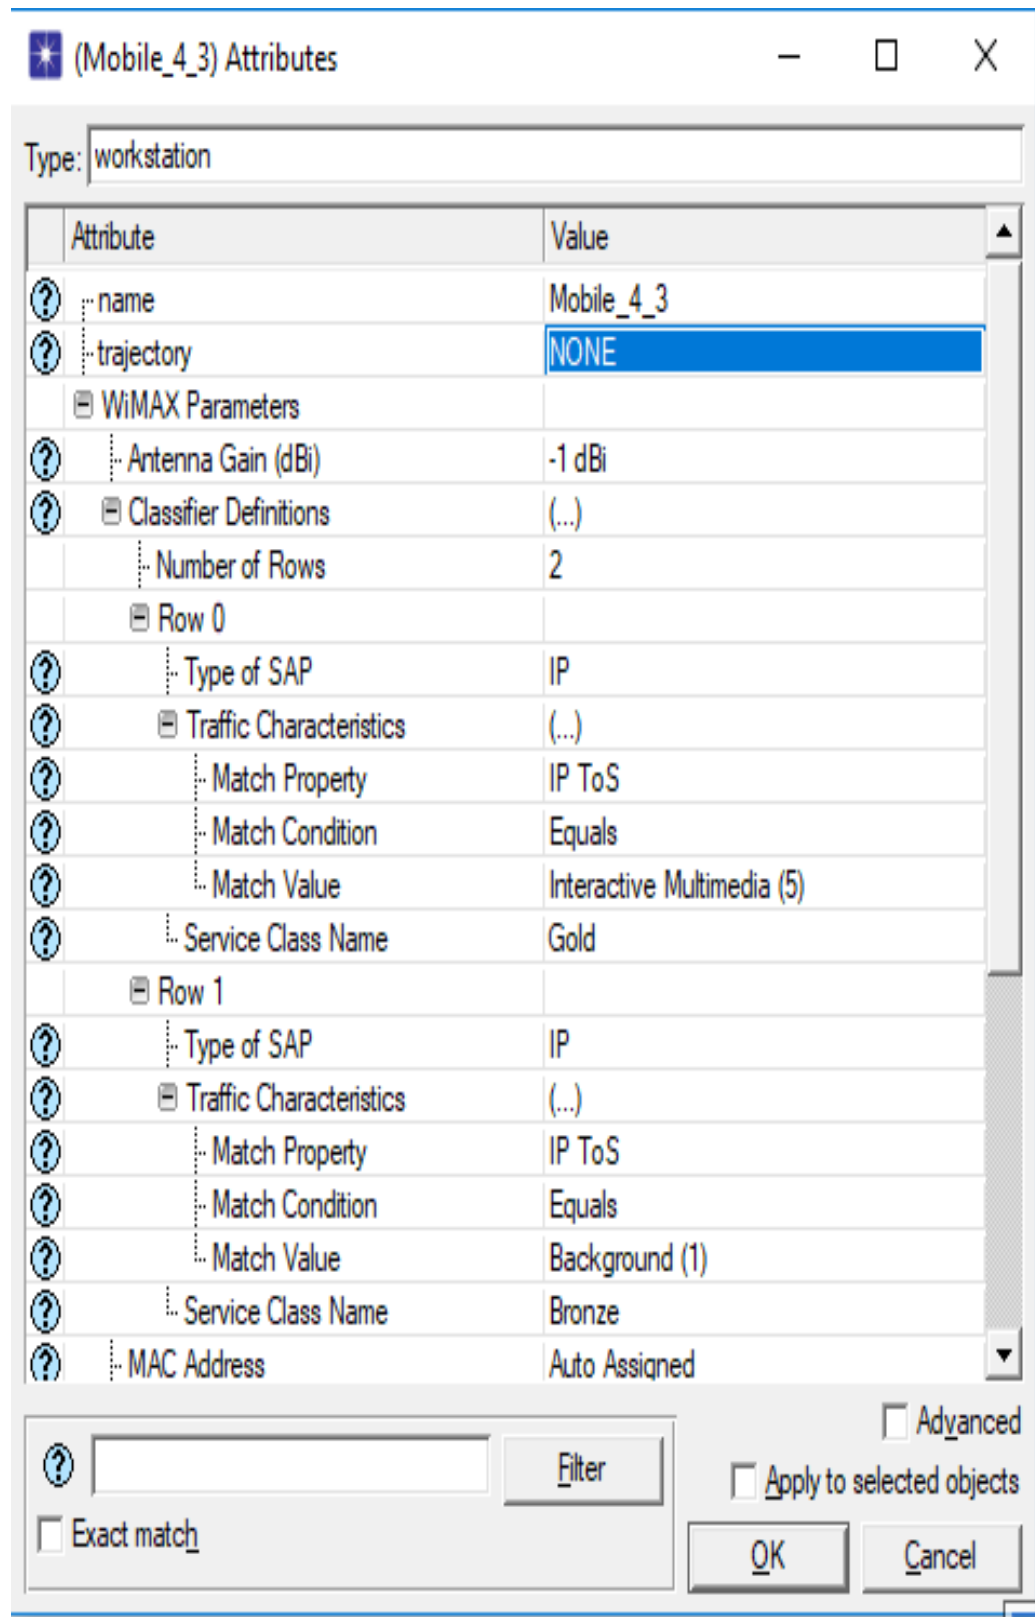 (Mobile_4_3) Attributes
Type: workstation
Attribute Value
name Mobile_4_3
trajectory NONE
WiMAX Parameters
Antenna Gain (dBi) -1 dBi
Classifier Definitions (...)
Number of Rows 2
Row 0
Type of SAP IP
Traffic Characteristics (...)
Match Property IP ToS
Match Condition Equals
Match Value Interactive Multimedia (5)
Service Class Name Gold
Row 1
Type of SAP IP
Traffic Characteristics (...)
Match Property IP ToS
Match Condition Equals
Match Value Background (1)
Service Class Name Bronze
MAC Address Auto Assigned
Advanced
Filter
Apply to selected objects
Exact match
OK Cancel